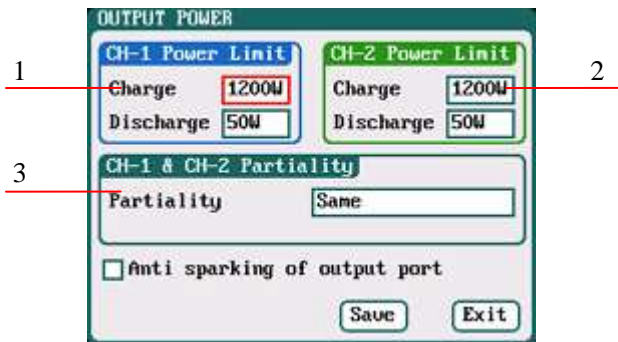 OUTPUT POWER
CH-1 Power Limit CH-2 Power Limit
1 Charge 1200W Charge 1200W 2
Discharge 50W Discharge 50W
CH-1 & CH-2 Partiality
3
Partiality Same
Anti sparking of output port
Save Exit